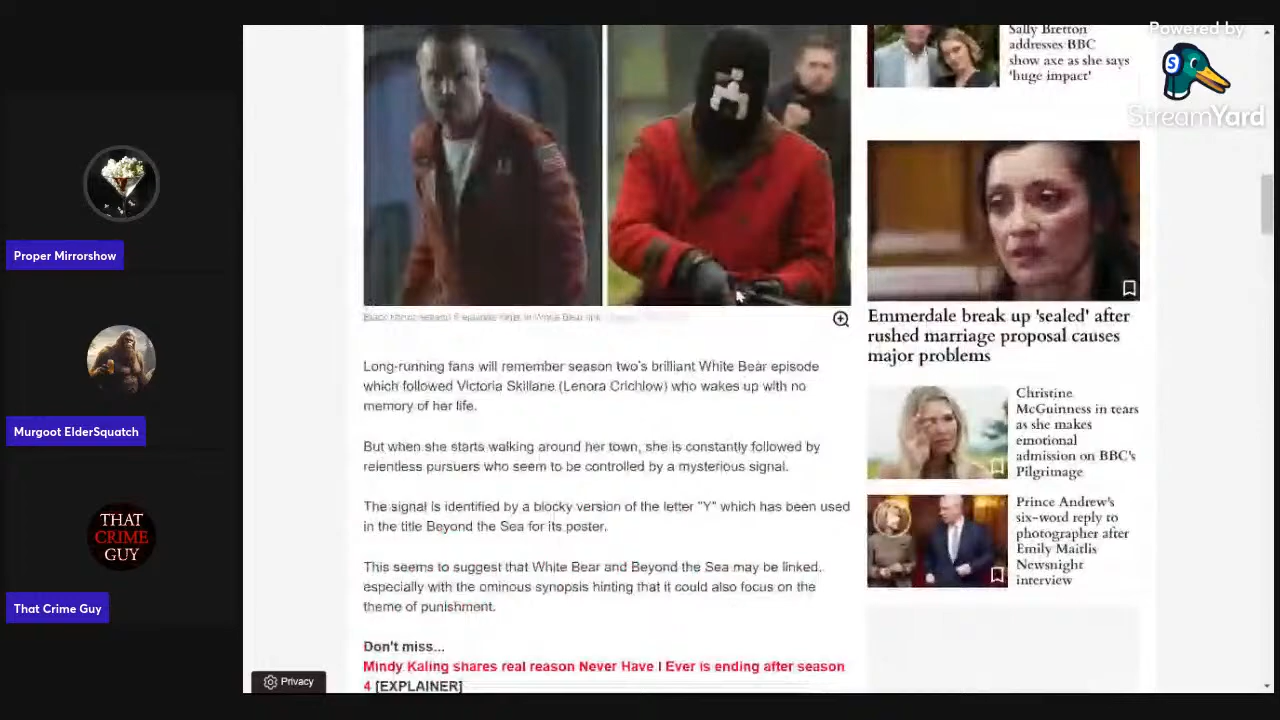 Powered by
StreamYard
Proper Mirrorshow
Murgoot ElderSquatch
THAT
CRIME
GUY
That Crime Guy
Long-running fans will remember season two's brilliant White Bear episode
which followed Victoria Skillane (Lenora Crichlow) who wakes up with no
memory of her life.
But when she starts walking around her town, she is constantly followed by
relentless pursuers who seem to be controlled by a mysterious signal.
The signal is identified by a blocky version of the letter "Y" which has been used
in the title Beyond the Sea for its poster.
This seems to suggest that White Bear and Beyond the Sea may be linked,
especially with the ominous synopsis hinting that it could also focus on the
theme of punishment.
Don't miss...
Mindy Kaling shares real reason Never Have I Ever is ending after season
4 [EXPLAINER]
Privacy
Sally Bretton
addresses BBC
show axe as she says
'huge impact'
Emmerdale break up 'sealed' after
rushed marriage proposal causes
major problems
Christine
McGuinness in tears
as she makes
emotional
admission on BBC's
Pilgrimage
Prince Andrew's
six-word reply to
photographer after
Emily Maitlis
Newsnight
interview